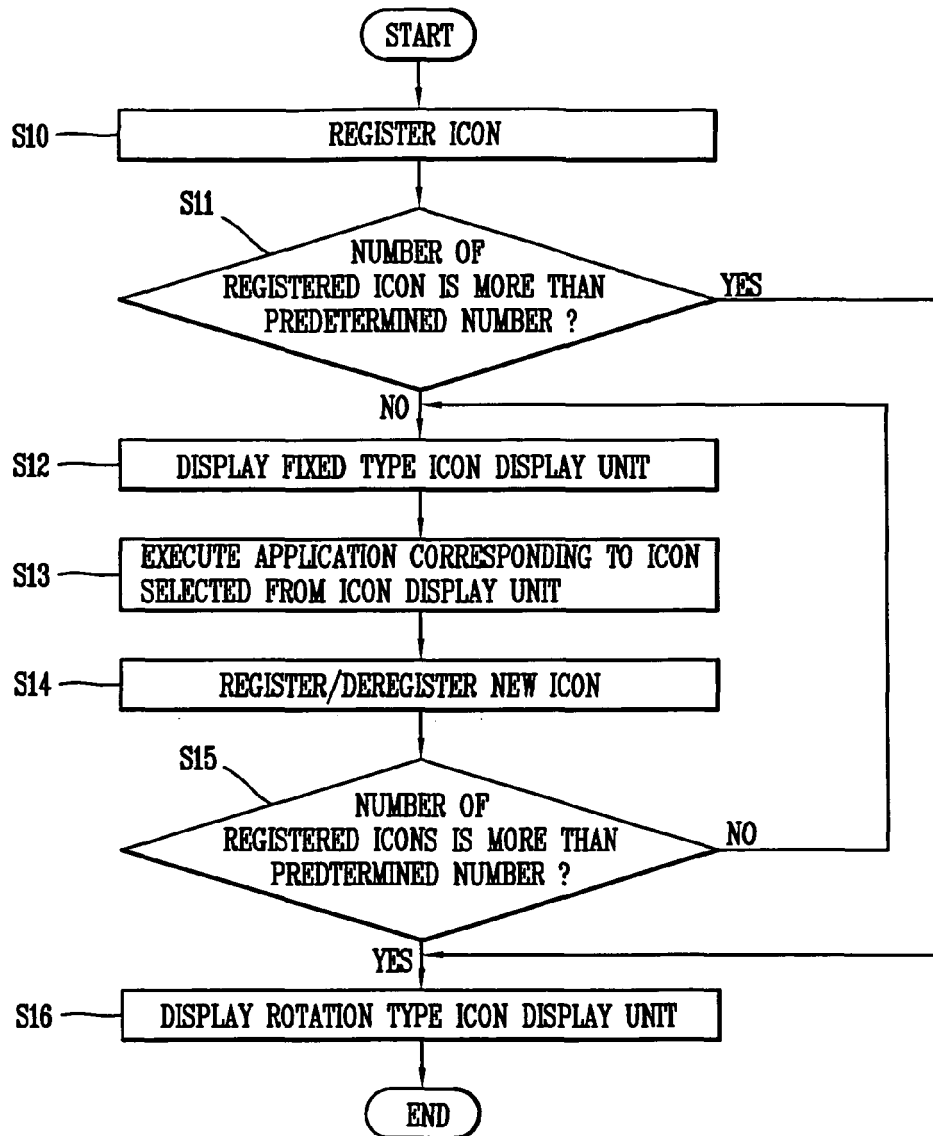 START
S10
REGISTER ICON
S11
NUMBER OF
REGISTERED ICON IS MORE THAN
PREDETERMINED NUMBER ?
YES
NO
S12
DISPLAY FIXED TYPE ICON DISPLAY UNIT
S13
EXECUTE APPLICATION CORRESPONDING TO ICON
SELECTED FROM ICON DISPLAY UNIT
S14
REGISTER/DEREGISTER NEW ICON
S15
NUMBER OF
REGISTERED ICONS IS MORE THAN
PREDTERMINED NUMBER ?
NO
YES
S16
DISPLAY ROTATION TYPE ICON DISPLAY UNIT
END